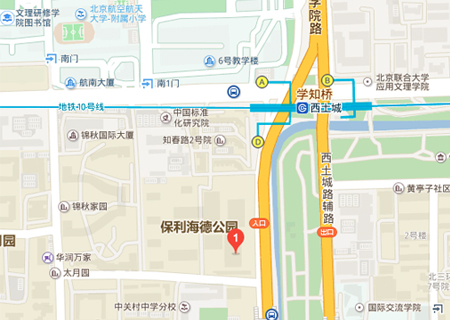 文理研修学
院图书馆
北京航空航天
大学-附属小学
学院路
南门
6号教学楼
航南大厦
南1门
A
B
北京联合大学
应用文理学院
学知桥
地铁10号线
西土城
中国标准
化研究院
锦秋国际大厦
知春路2号院
D
西土城路辅路
黄亭子社区
锦秋家园
保利海德公园
入口
出口
月园
1
华润万家
太月园
北三环
中关村中学分校
国际交流学院